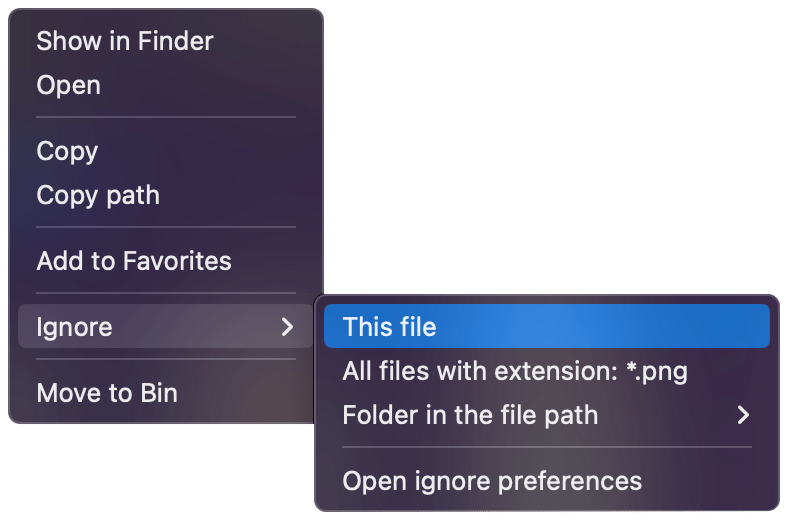 Show in Finder
Open
Copy
Copy path
Add to Favorites
Ignore
Move to Bin
This file
All files with extension: *.png
Folder in the file path
Open ignore preferences